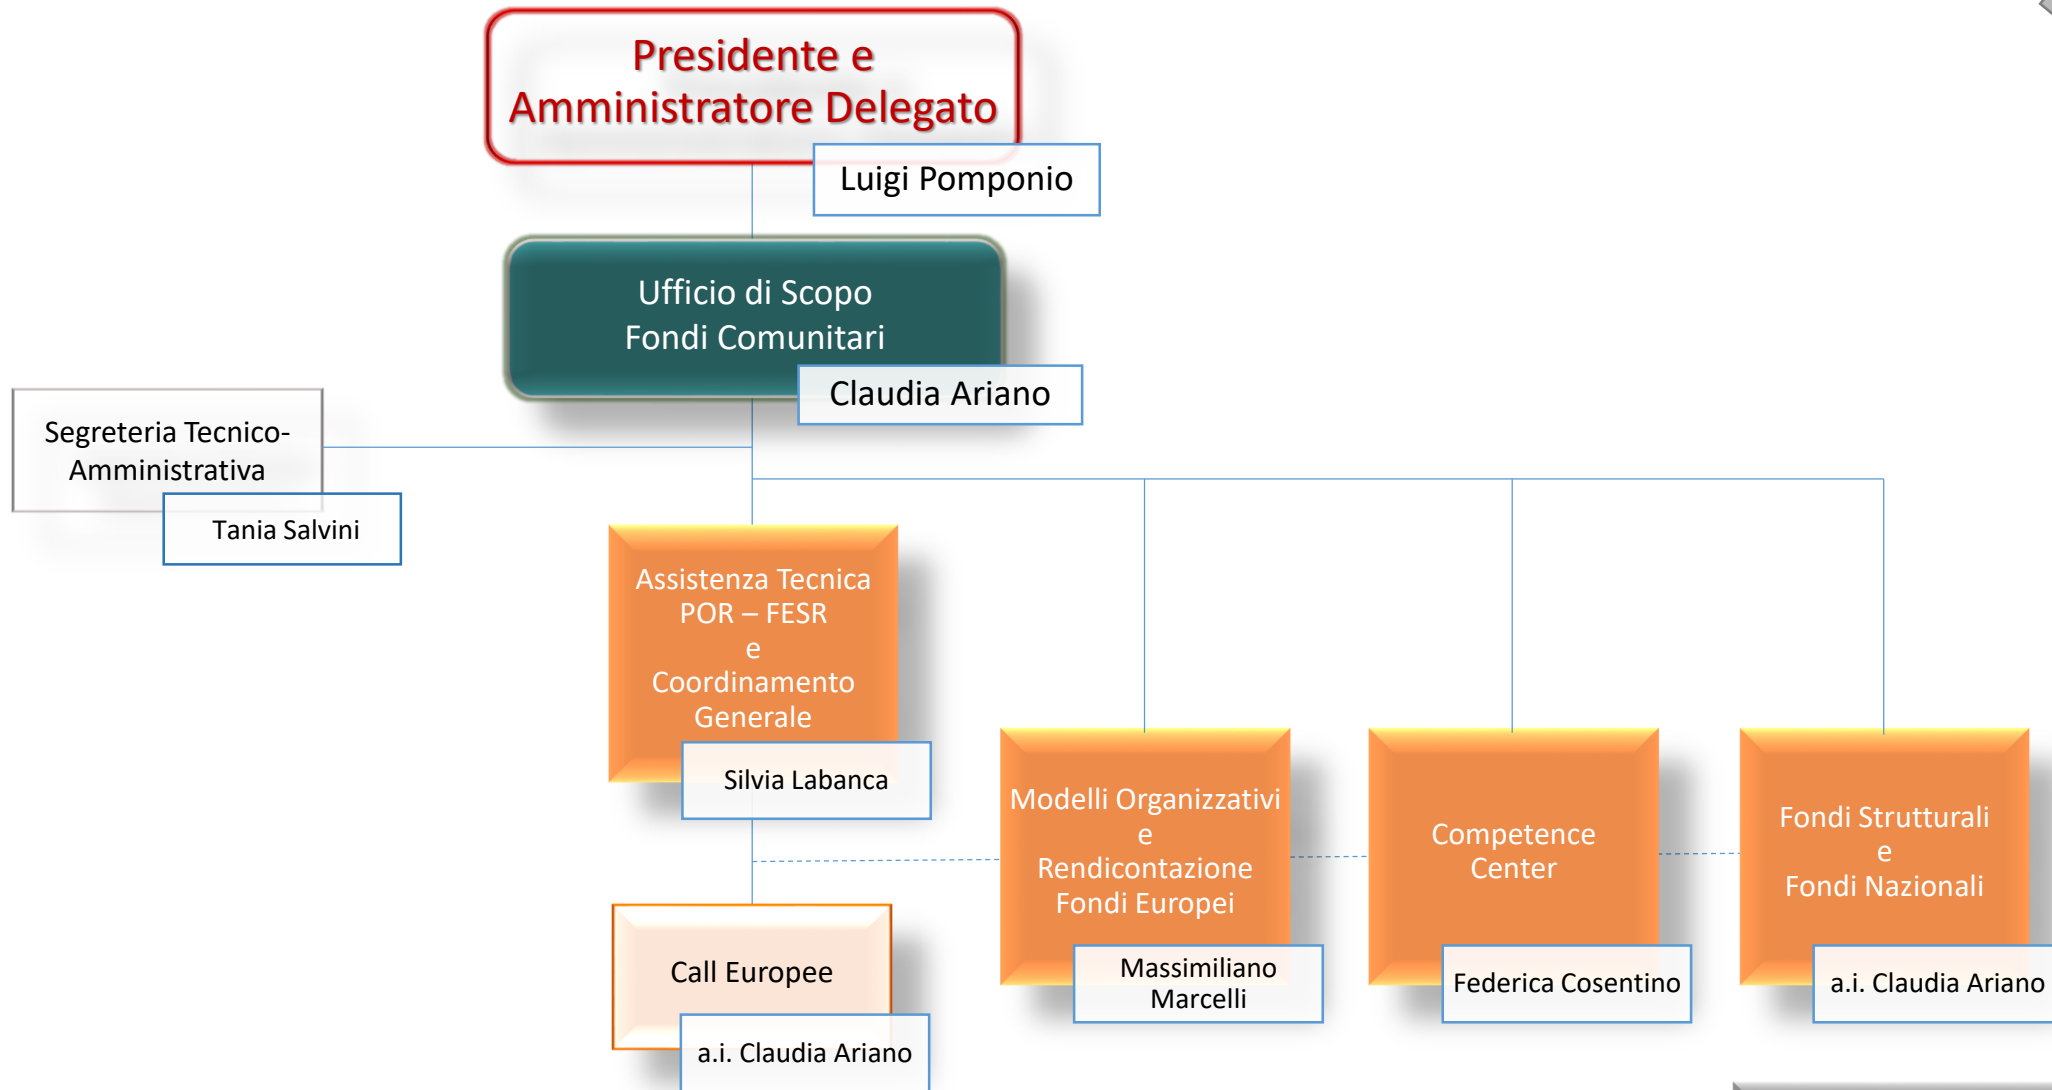 Presidente e
Amministratore Delegato
Luigi Pomponio
Ufficio di Scopo
Fondi Comunitari
Claudia Ariano
Segreteria Tecnico-
Amministrativa
Tania Salvini
Assistenza Tecnica
POR – FESR
e
Coordinamento
Generale
Silvia Labanca
Modelli Organizzativi
e
Rendicontazione
Fondi Europei
Massimiliano
Marcelli
Competence
Center
Federica Cosentino
Fondi Strutturali
e
Fondi Nazionali
a.i. Claudia Ariano
Call Europee
a.i. Claudia Ariano